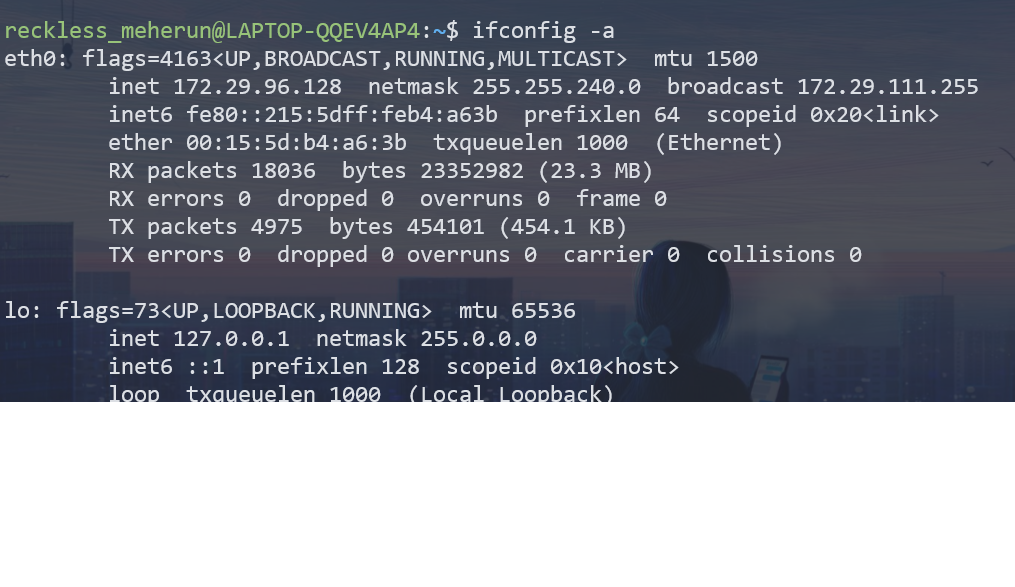 reckless_meherun@LAPTOP-QQEV4AP4:~$ ifconfig -a
eth0: flags=4163<UP,BROADCAST,RUNNING,MULTICAST>  mtu 1500
        inet 172.29.96.128  netmask 255.255.240.0  broadcast 172.29.111.255
        inet6 fe80::215:5dff:feb4:a63b  prefixlen 64  scopeid 0x20<link>
        ether 00:15:5d:b4:a6:3b  txqueuelen 1000  (Ethernet)
        RX packets 18036  bytes 23352982 (23.3 MB)
        RX errors 0  dropped 0  overruns 0  frame 0
        TX packets 4975  bytes 454101 (454.1 KB)
        TX errors 0  dropped 0 overruns 0  carrier 0  collisions 0

lo: flags=73<UP,LOOPBACK,RUNNING>  mtu 65536
        inet 127.0.0.1  netmask 255.0.0.0
        inet6 ::1  prefixlen 128  scopeid 0x10<host>
        loop  txqueuelen 1000  (Local Loopback)